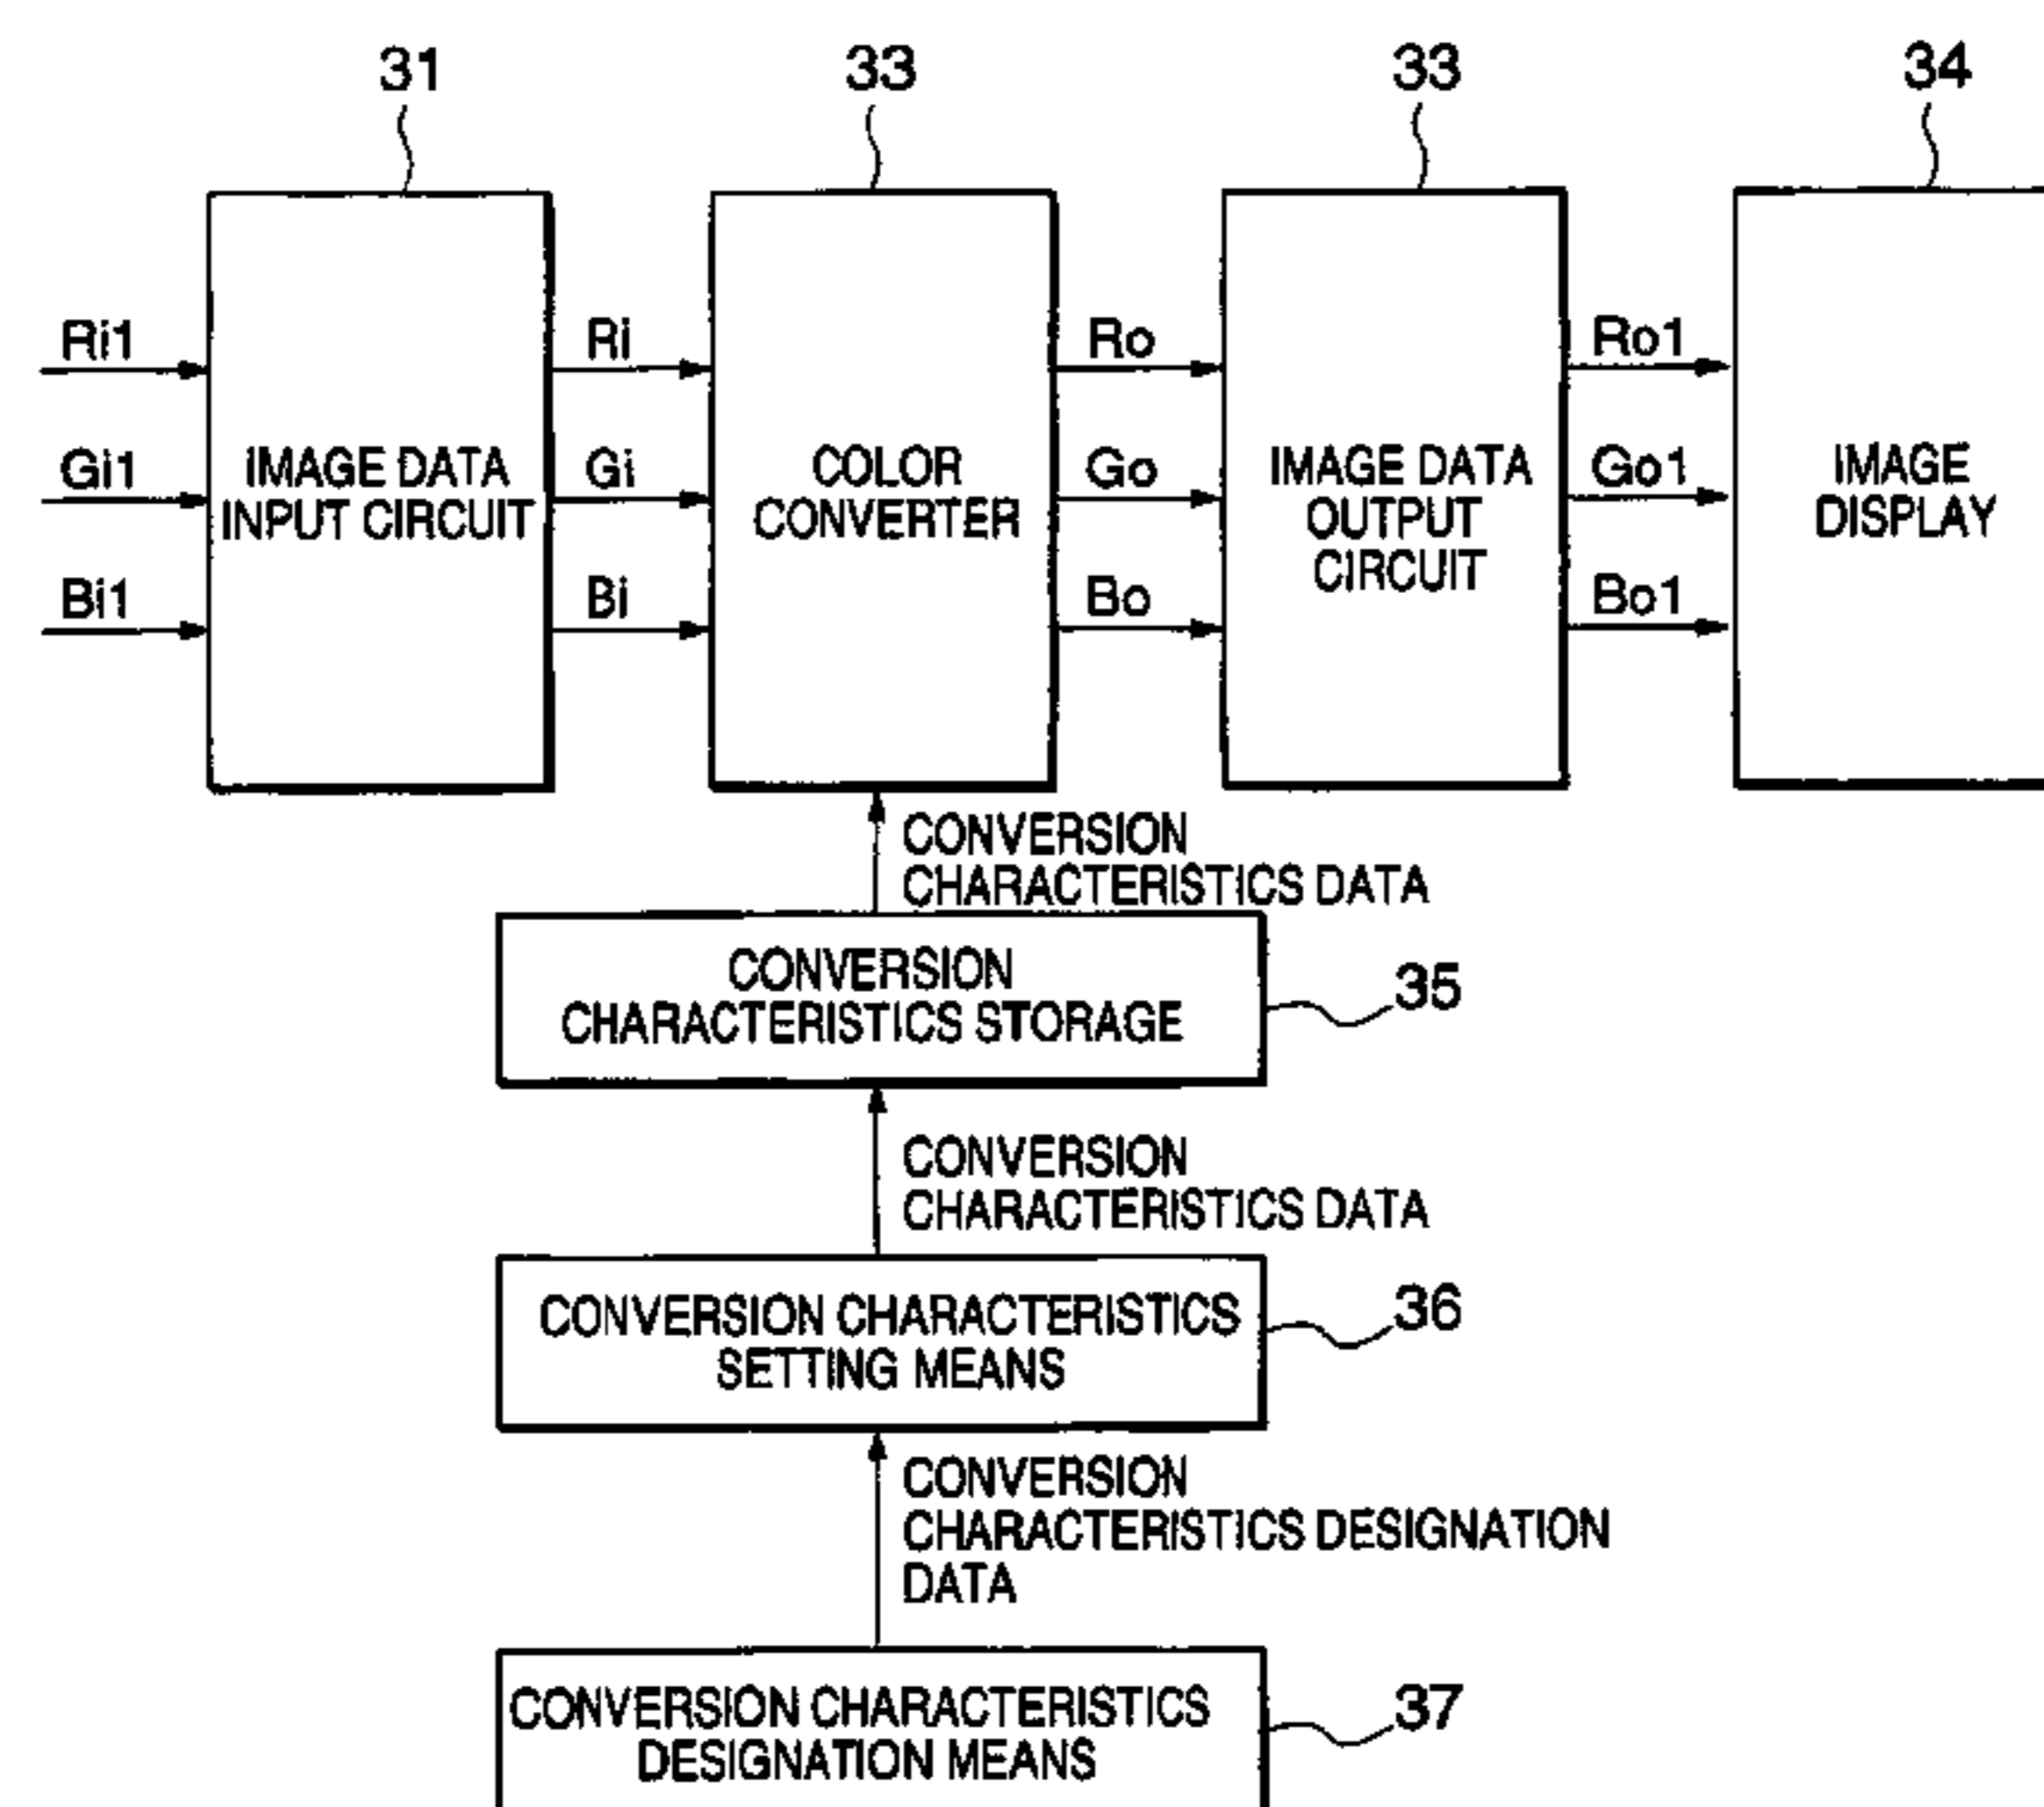 31
33
33
34
Ri1
Ri
Ro
Ro1
Gi1
Gi
Go
Go1
Bi1
Bi
Bo
Bo1
IMAGE DATA
INPUT CIRCUIT
COLOR
CONVERTER
IMAGE DATA
OUTPUT
CIRCUIT
IMAGE
DISPLAY
CONVERSION
CHARACTERISTICS DATA
CONVERSION
CHARACTERISTICS STORAGE
35
CONVERSION
CHARACTERISTICS DATA
CONVERSION CHARACTERISTICS
SETTING MEANS
36
CONVERSION
CHARACTERISTICS DESIGNATION
DATA
CONVERSION CHARACTERISTICS
DESIGNATION MEANS
37